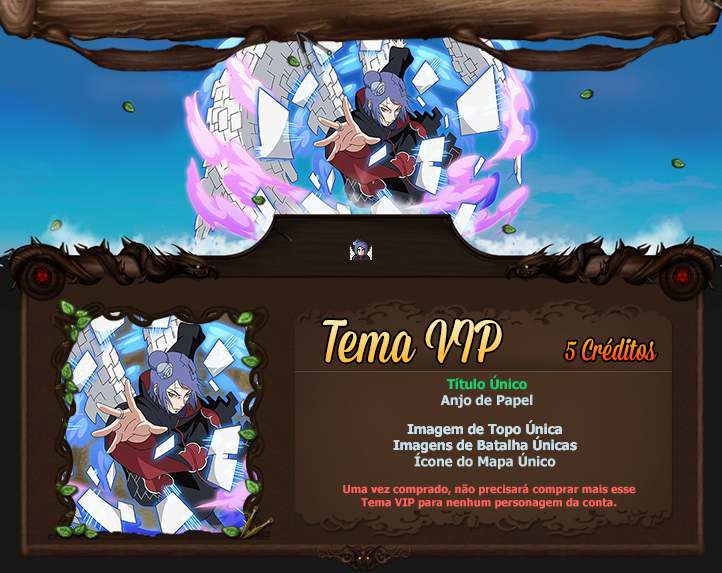 Tema VIP
5 Créditos
Título Único
Anjo de Papel
Imagem de Topo Única
Imagens de Batalha Únicas
Ícone do Mapa Único
Uma vez comprado, não precisará comprar mais esse
Tema VIP para nenhum personagem da conta.